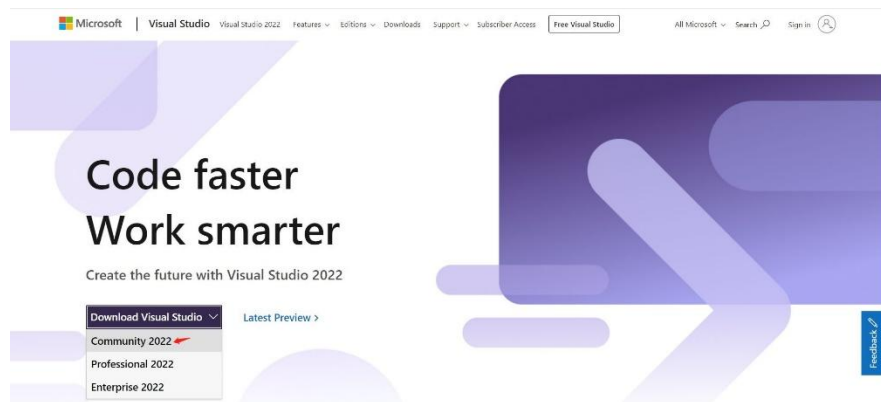 Microsoft | Visual Studio Visual Studio 2022 Features Editions Downloads Support Subscriber Access Free Visual Studio All Microsoft Search Sign in
Code faster
Work smarter
Create the future with Visual Studio 2022
Download Visual Studio Latest Preview >
Community 2022
Professional 2022
Enterprise 2022
Feedback